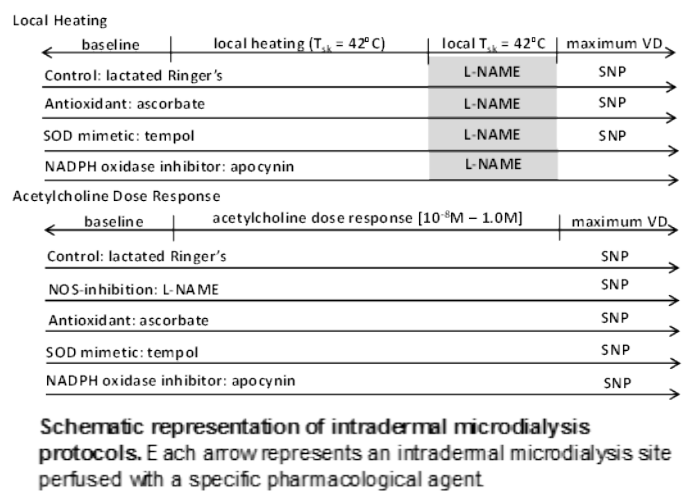 Local Heating
baseline local heating (Tsk = 42⁰C) local Tsk = 42⁰C maximum VD
Control: lactated Ringer's L-NAME SNP
Antioxidant: ascorbate L-NAME SNP
SOD mimetic: tempol L-NAME SNP
NADPH oxidase inhibitor: apocynin L-NAME
Acetylcholine Dose Response
baseline acetylcholine dose response [10⁻⁸M – 1.0M] maximum VD
Control: lactated Ringer's SNP
NOS-inhibition: L-NAME SNP
Antioxidant: ascorbate SNP
SOD mimetic: tempol SNP
NADPH oxidase inhibitor: apocynin SNP
Schematic representation of intradermal microdialysis
protocols. Each arrow represents an intradermal microdialysis site
perfused with a specific pharmacological agent